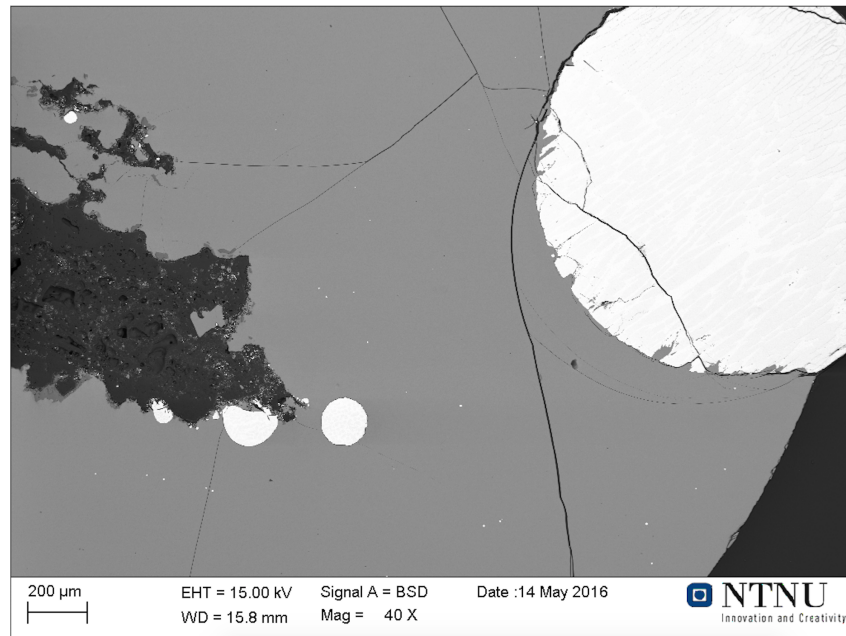 200 µm
EHT = 15.00 kV
Signal A = BSD
Date :14 May 2016
WD = 15.8 mm
Mag = 40 X
NTNU
Innovation and Creativity